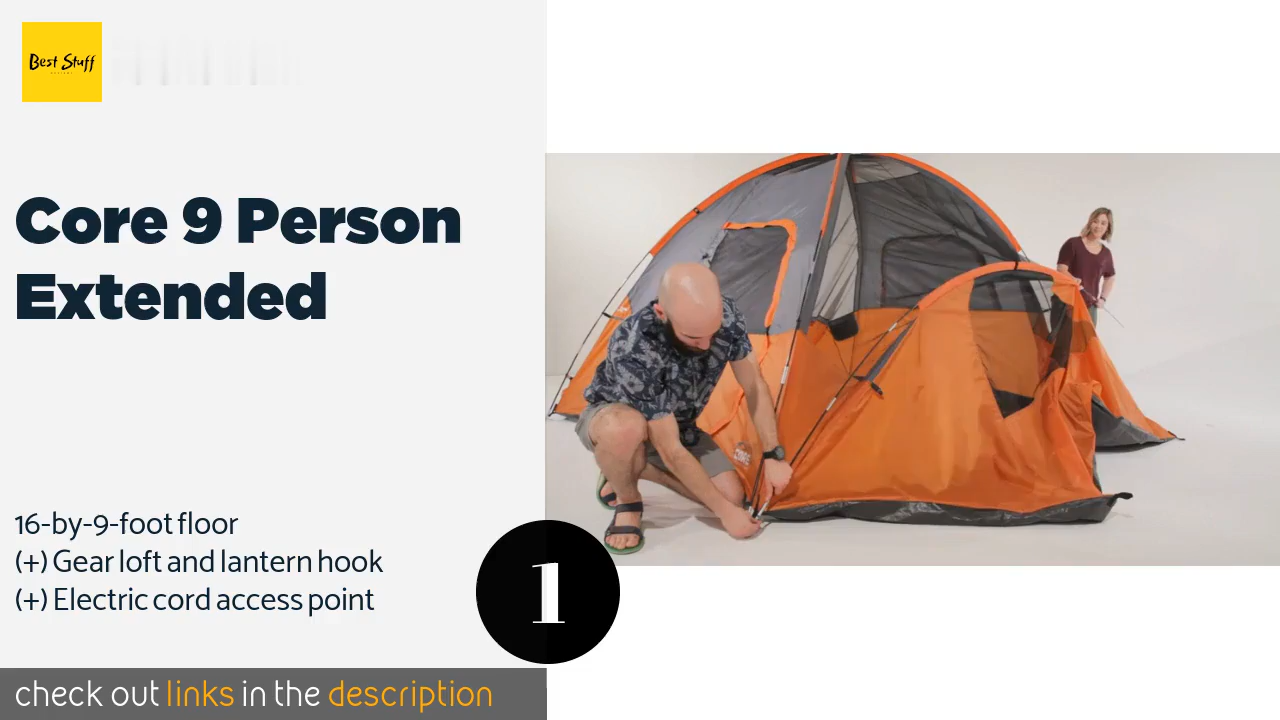 Best Stuff
Core 9 Person
Extended
16-by-9-foot floor
(+) Gear loft and lantern hook
(+) Electric cord access point
1
check out links in the description
CORE